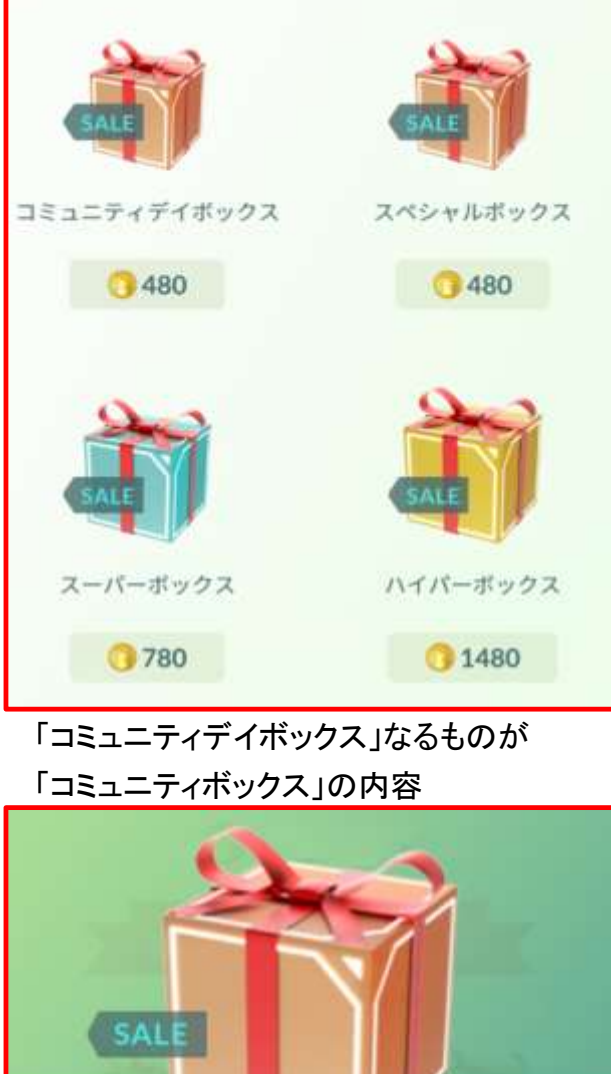 SALE
SALE
コミュニティデイボックス
スペシャルボックス
480
480
SALE
SALE
スーパーボックス
ハイパーボックス
780
1480
「コミュニティデイボックス」なるものが
「コミュニティボックス」の内容
SALE